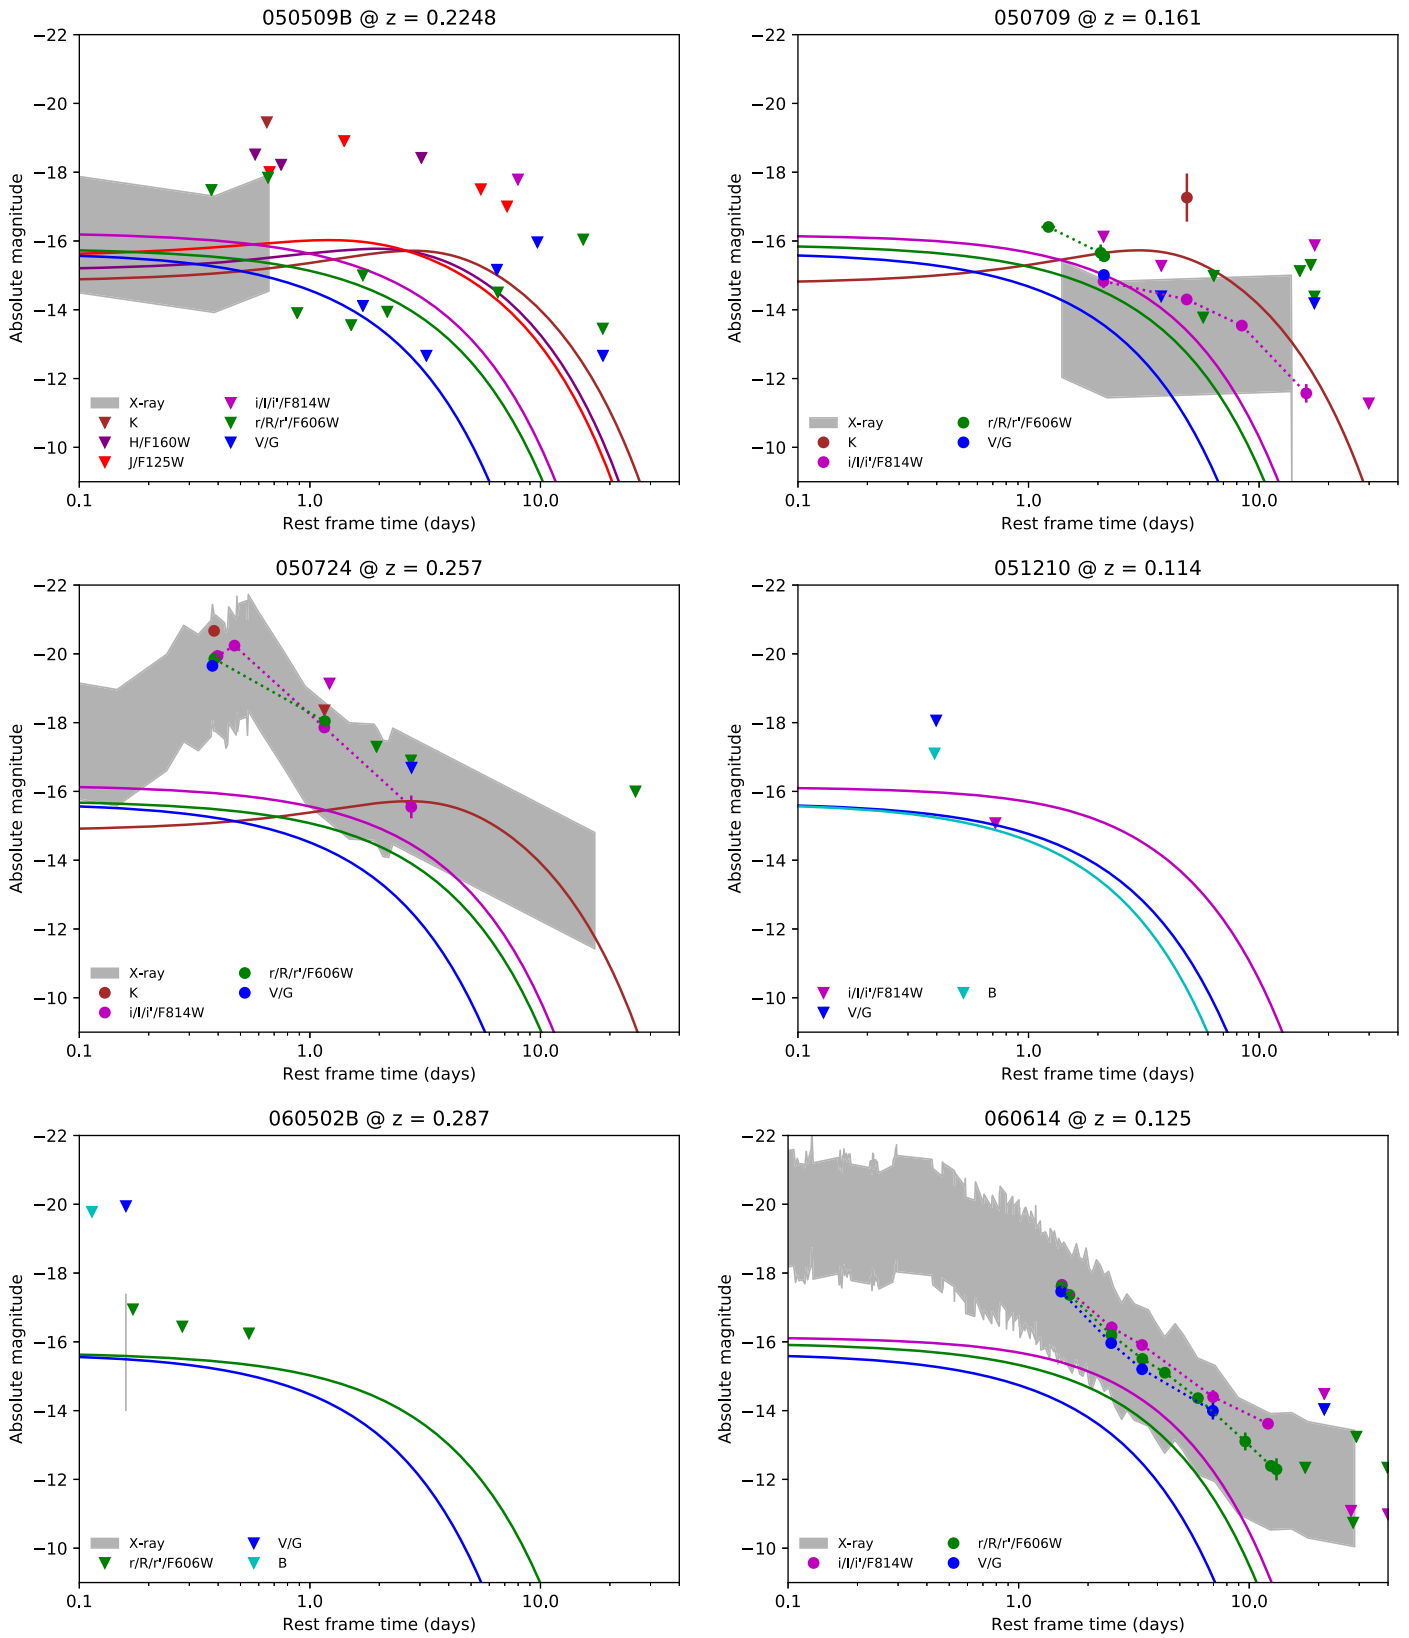 050509B @ z = 0.2248
−22
−20
−18
−16
−14
−12
−10
Absolute magnitude
X-ray
K
H/F160W
J/F125W
i/I/i'/F814W
r/R/r'/F606W
V/G
0.1
1.0
10.0
Rest frame time (days)
050709 @ z = 0.161
−22
−20
−18
−16
−14
−12
−10
Absolute magnitude
X-ray
K
i/I/i'/F814W
r/R/r'/F606W
V/G
0.1
1.0
10.0
Rest frame time (days)
050724 @ z = 0.257
−22
−20
−18
−16
−14
−12
−10
Absolute magnitude
X-ray
K
i/I/i'/F814W
r/R/r'/F606W
V/G
0.1
1.0
10.0
Rest frame time (days)
051210 @ z = 0.114
−22
−20
−18
−16
−14
−12
−10
Absolute magnitude
i/I/i'/F814W
V/G
B
0.1
1.0
10.0
Rest frame time (days)
060502B @ z = 0.287
−22
−20
−18
−16
−14
−12
−10
Absolute magnitude
X-ray
r/R/r'/F606W
V/G
B
0.1
1.0
10.0
Rest frame time (days)
060614 @ z = 0.125
−22
−20
−18
−16
−14
−12
−10
Absolute magnitude
X-ray
i/I/i'/F814W
r/R/r'/F606W
V/G
0.1
1.0
10.0
Rest frame time (days)